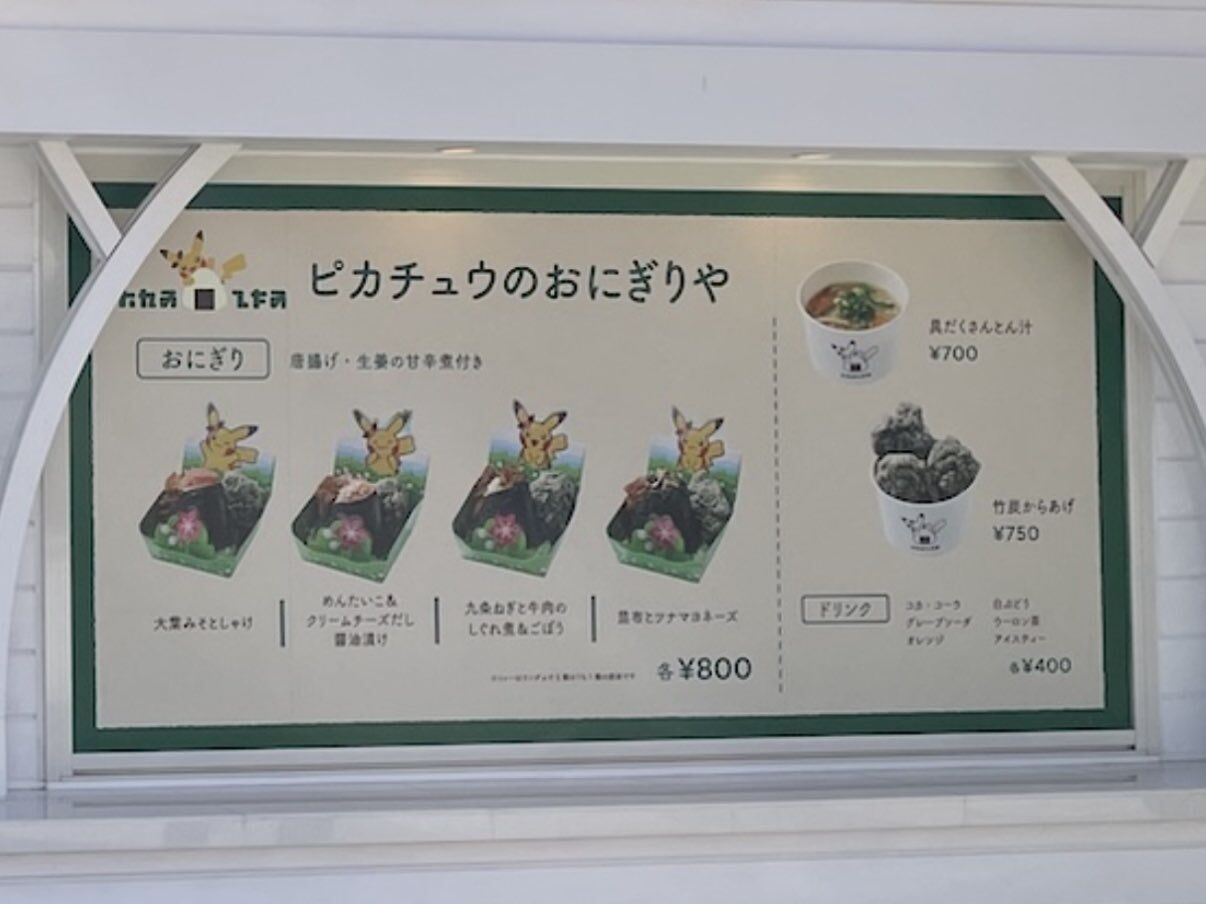 ピカチュウのおにぎりや
おにぎり
唐揚げ・生姜の甘辛煮付き
大葉みそとしゃけ
めんたいこ&
クリームチーズだし
醤油漬け
九条ねぎと牛肉の
しぐれ煮&ごぼう
昆布とツナマヨネーズ
各¥800
具だくさんとん汁
¥700
竹炭からあげ
¥750
ドリンク
コカ・コーラ
グレープソーダ
オレンジ
白ぶどう
ウーロン茶
アイスティー
各¥400